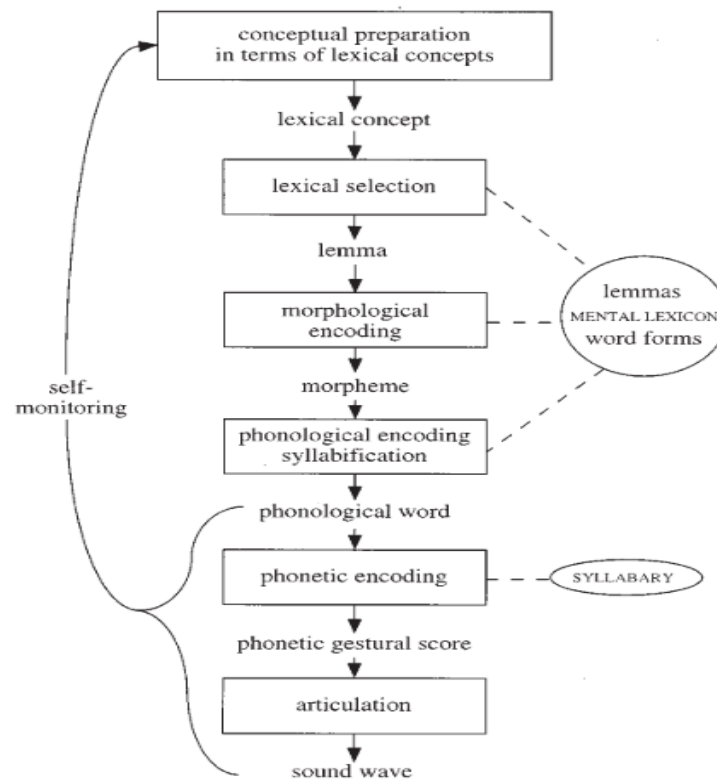 conceptual preparation
in terms of lexical concepts
lexical concept
lexical selection
lemma
lemmas
MENTAL LEXICON
word forms
morphological
encoding
morpheme
self-
monitoring
phonological encoding
syllabification
phonological word
phonetic encoding
SYLLABARY
phonetic gestural score
articulation
sound wave